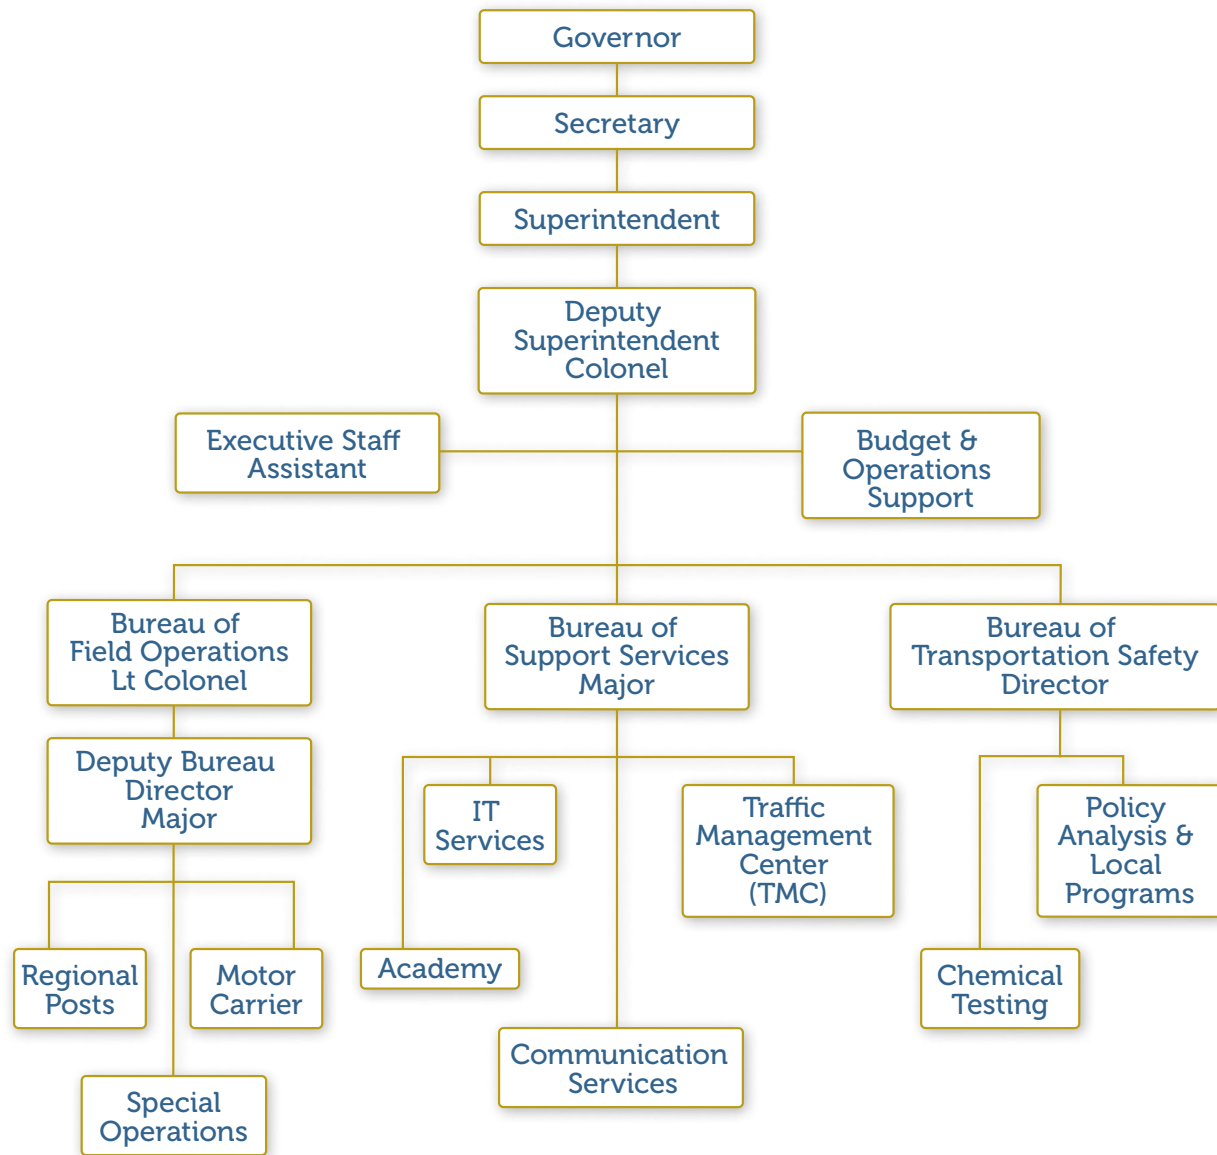 Governor
Secretary
Superintendent
Deputy
Superintendent
Colonel
Executive Staff
Assistant
Budget &
Operations
Support
Bureau of
Field Operations
Lt Colonel
Bureau of
Support Services
Major
Bureau of
Transportation Safety
Director
Deputy Bureau
Director
Major
IT
Services
Traffic
Management
Center
(TMC)
Policy
Analysis &
Local
Programs
Regional
Posts
Motor
Carrier
Academy
Chemical
Testing
Communication
Services
Special
Operations